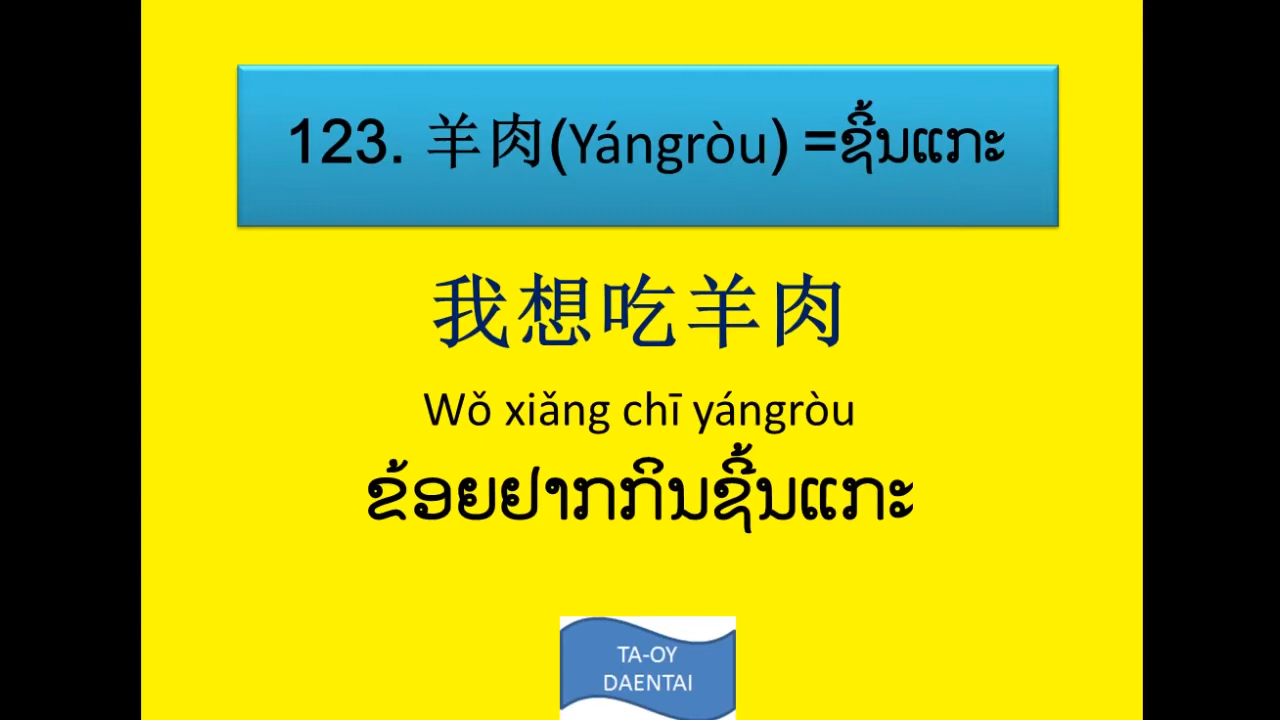 123. 羊肉(Yángròu) =ຊີ້ນແກະ
我想吃羊肉
Wǒ xiǎng chī yángròu
ຂ້ອຍຢາກກິນຊີ້ນແກະ
TA-OY
DAENTAI